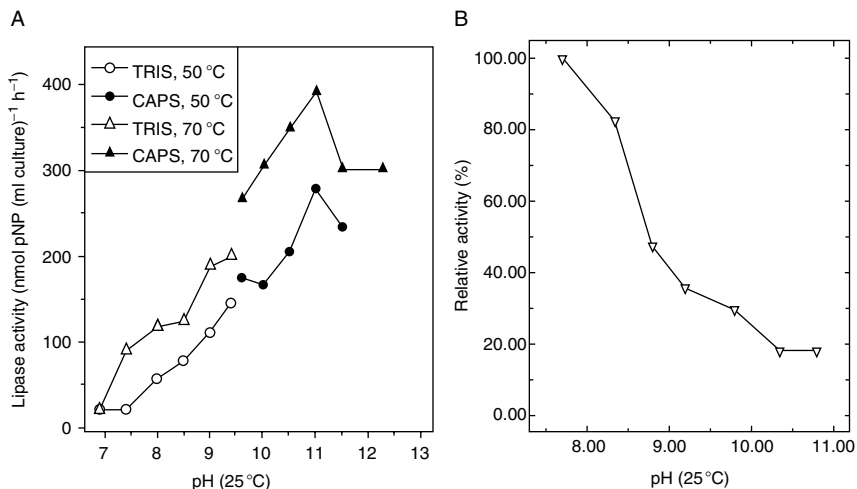 A
Lipase activity (nmol pNP (ml culture)⁻¹ h⁻¹)
400
300
200
100
0
TRIS, 50 °C
CAPS, 50 °C
TRIS, 70 °C
CAPS, 70 °C
7 8 9 10 11 12 13
pH (25°C)
B
Relative activity (%)
100.00
80.00
60.00
40.00
20.00
0.00
8.00 9.00 10.00 11.00
pH (25°C)